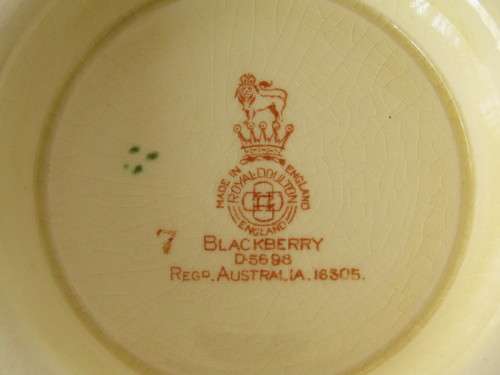 MADE IN ENGLAND
ROYAL DOULTON
ENGLAND
7
BLACKBERRY
D.5698
REGD. AUSTRALIA. 16305.